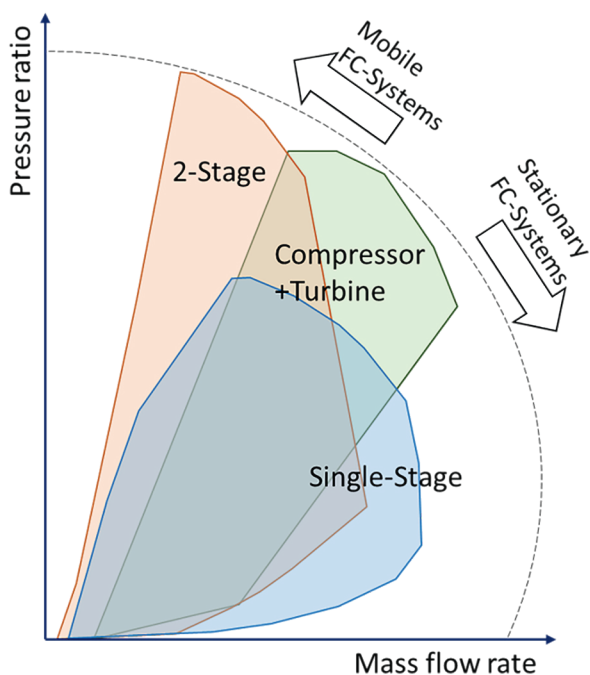 Pressure ratio
Mobile
FC-Systems
Stationary
FC-Systems
2-Stage
Compressor
+Turbine
Single-Stage
Mass flow rate